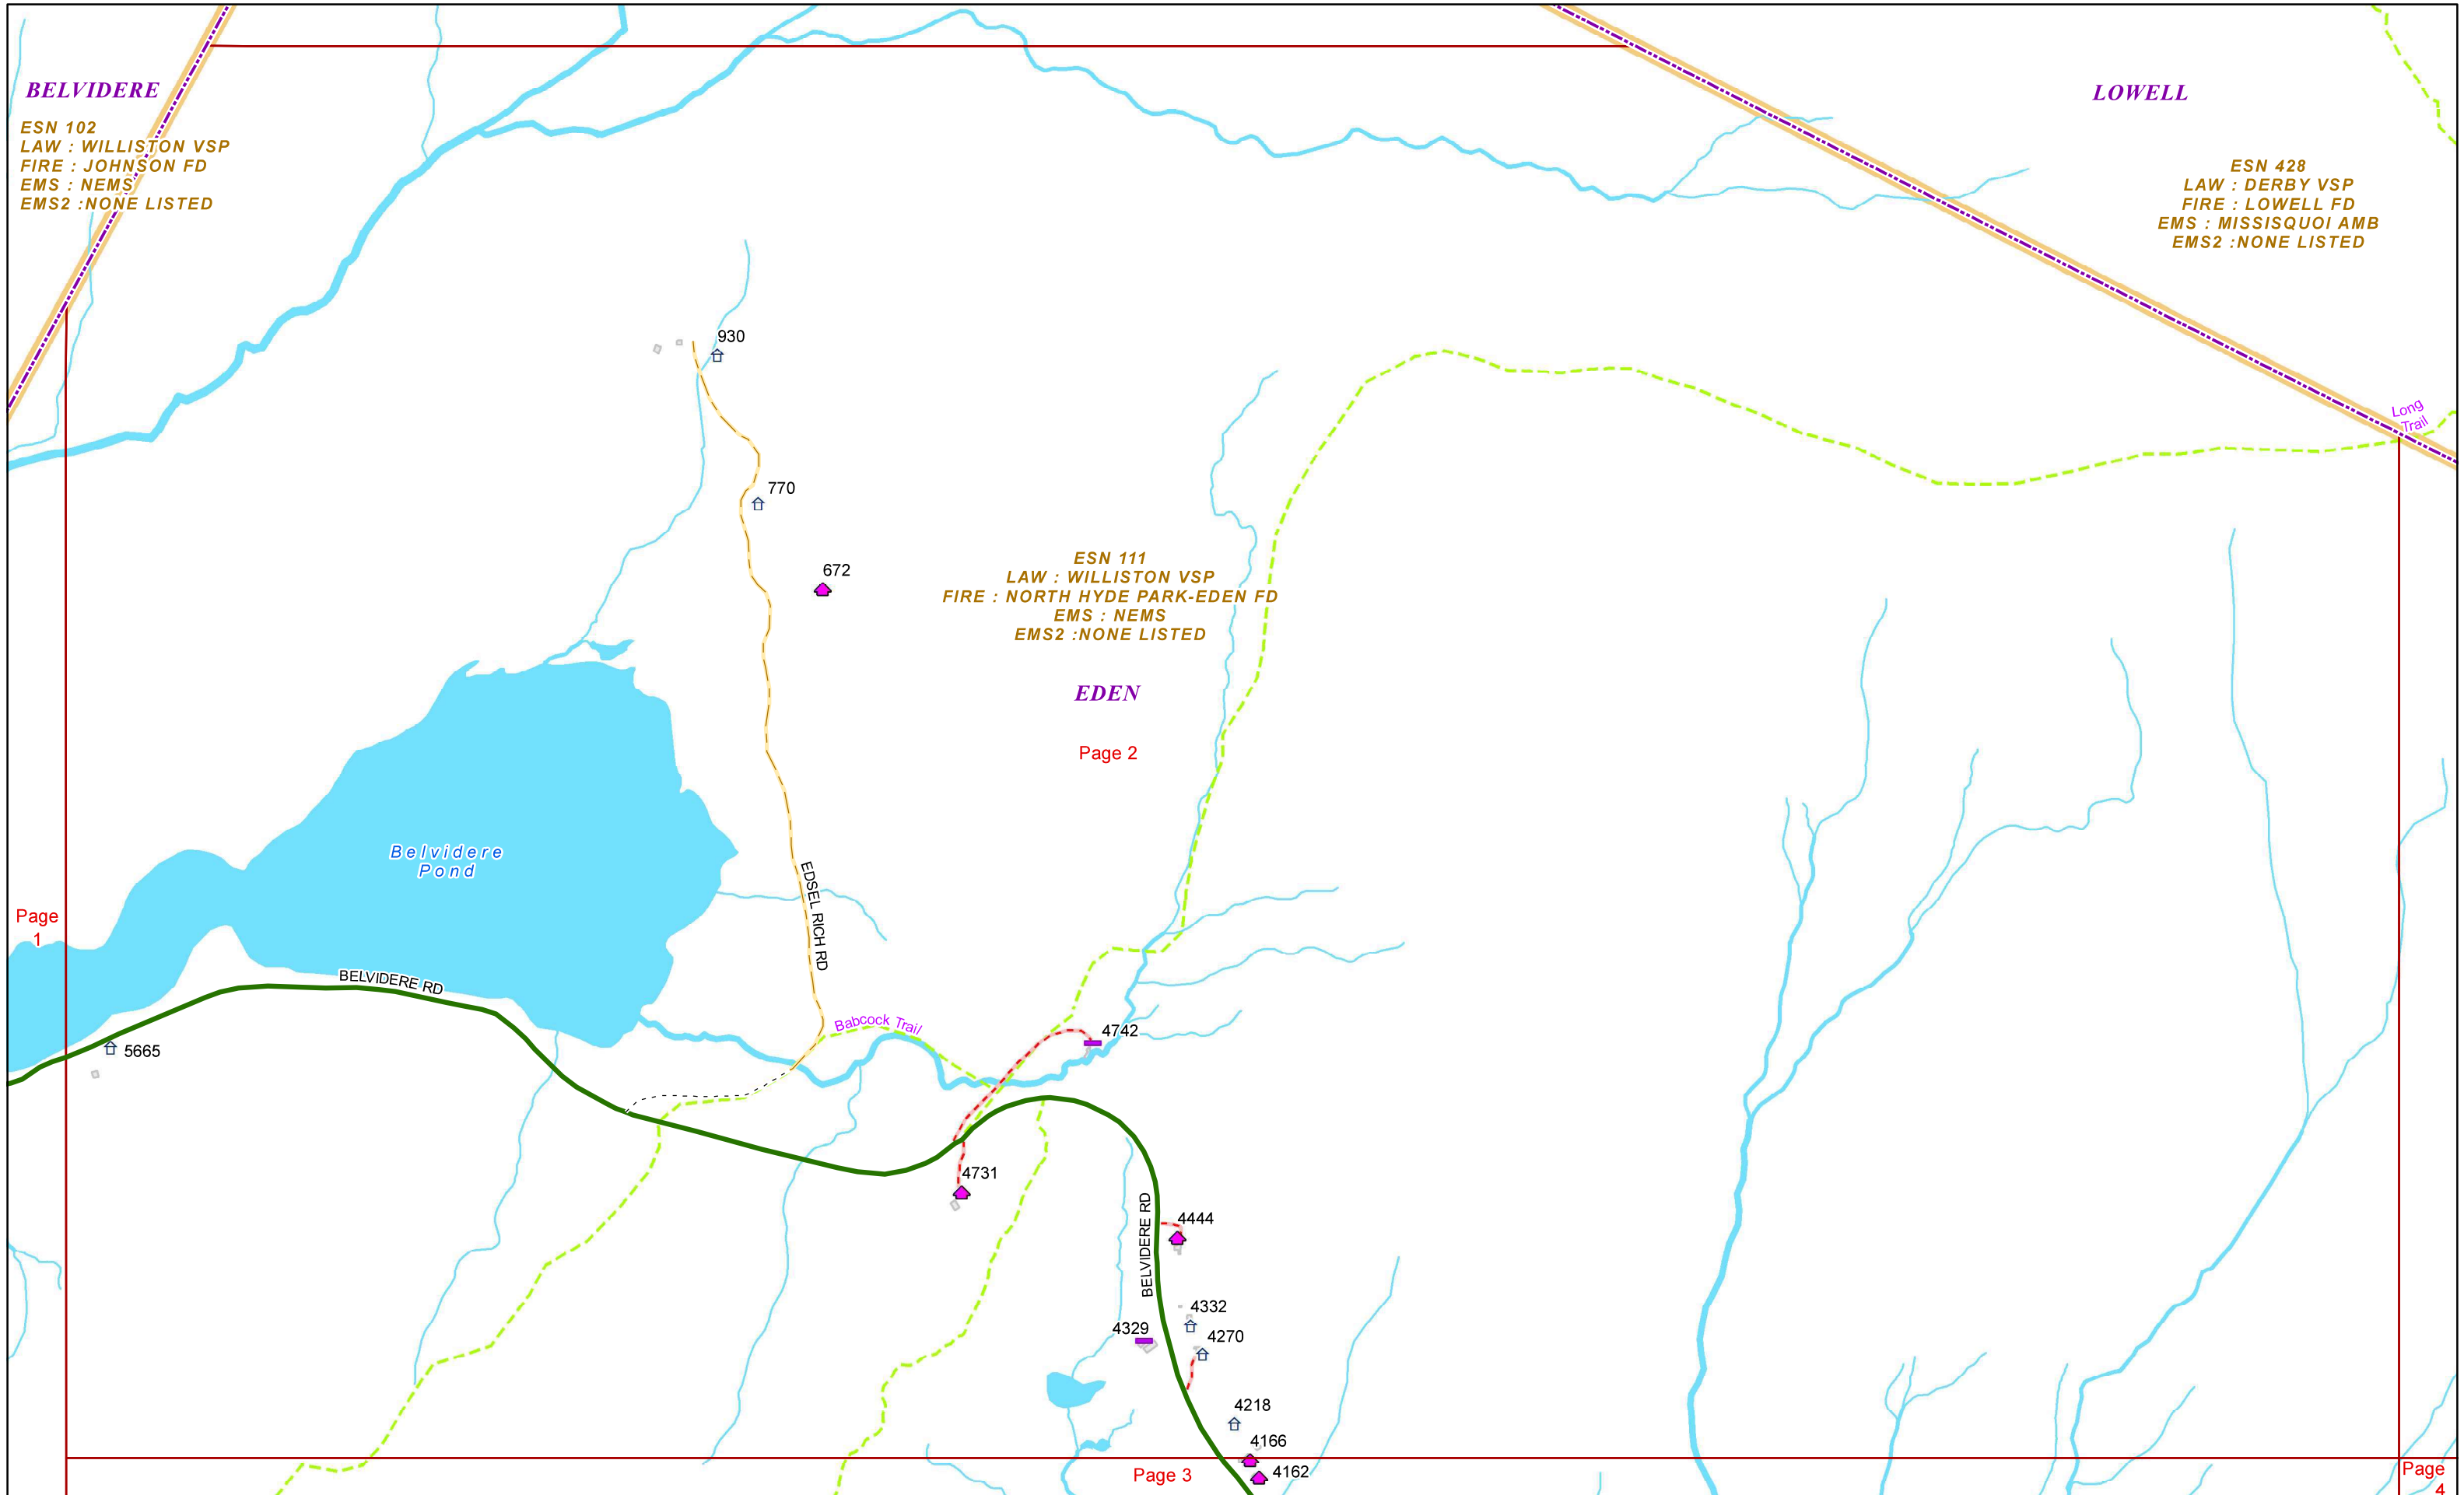 BELVIDERE
LOWELL
ESN 102
LAW : WILLISTON VSP
FIRE : JOHNSON FD
EMS : NEMS
EMS2 :NONE LISTED
ESN 428
LAW : DERBY VSP
FIRE : LOWELL FD
EMS : MISSISQUOI AMB
EMS2 :NONE LISTED
930
Long
Trail
770
672
ESN 111
LAW : WILLISTON VSP
FIRE : NORTH HYDE PARK-EDEN FD
EMS : NEMS
EMS2 :NONE LISTED
EDEN
Page 2
Belvidere
Pond
EDSEL RICH RD
Page
1
BELVIDERE RD
Babcock Trail
4742
5665
4731
4444
BELVIDERE RD
4332
4329
4270
4218
4166
4162
Page 3
Page
4